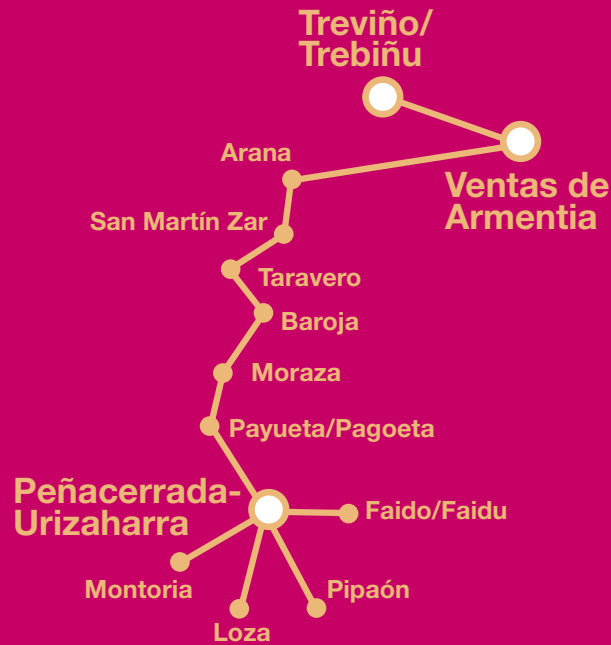 Treviño/
Trebiñu
Arana
Ventas de
Armentia
San Martín Zar
Taravero
Baroja
Moraza
Payueta/Pagoeta
Peñacerrada-
Urizaharra
Faido/Faidu
Montoria
Pipaón
Loza